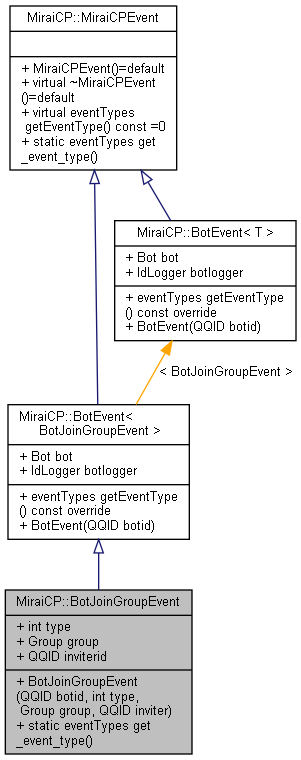 MiraiCP::MiraiCPEvent
+ MiraiCPEvent()=default
+ virtual ~MiraiCPEvent
()=default
+ virtual eventTypes
getEventType() const =0
+ static eventTypes get
_event_type()
MiraiCP::BotEvent< T >
+ Bot bot
+ IdLogger botlogger
+ eventTypes getEventType
() const override
+ BotEvent(QQID botid)
< BotJoinGroupEvent >
MiraiCP::BotEvent<
BotJoinGroupEvent >
+ Bot bot
+ IdLogger botlogger
+ eventTypes getEventType
() const override
+ BotEvent(QQID botid)
MiraiCP::BotJoinGroupEvent
+ int type
+ Group group
+ QQID inviterid
+ BotJoinGroupEvent
(QQID botid, int type,
Group group, QQID inviter)
+ static eventTypes get
_event_type()